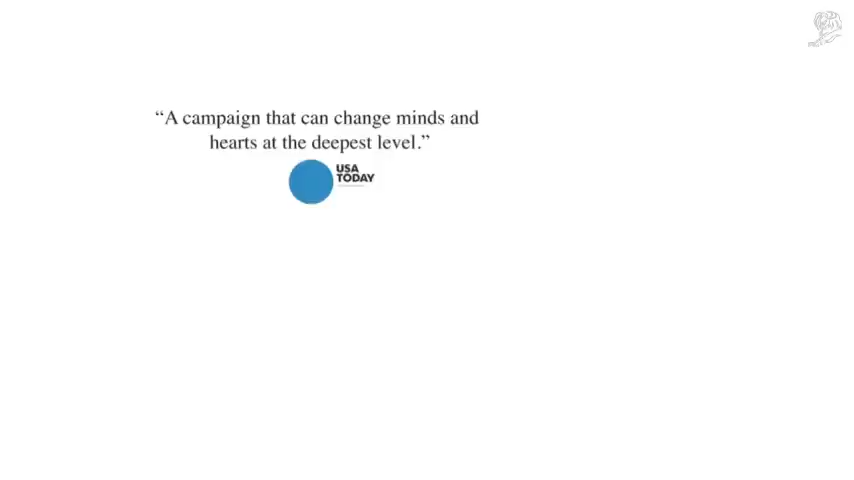 “A campaign that can change minds and
hearts at the deepest level.”
USA
TODAY